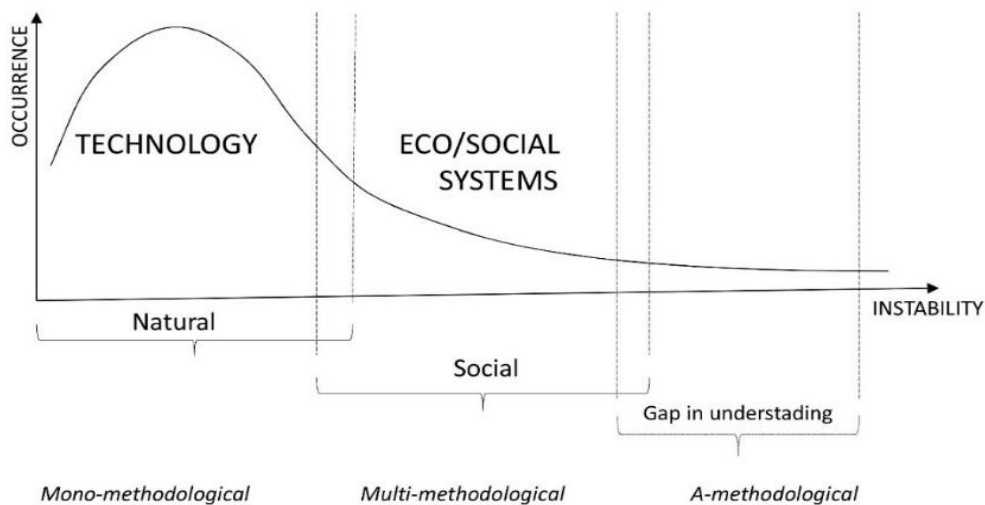 OCCURRENCE
TECHNOLOGY
ECO/SOCIAL
SYSTEMS
INSTABILITY
Natural
Social
Gap in understading
Mono-methodological
Multi-methodological
A-methodological